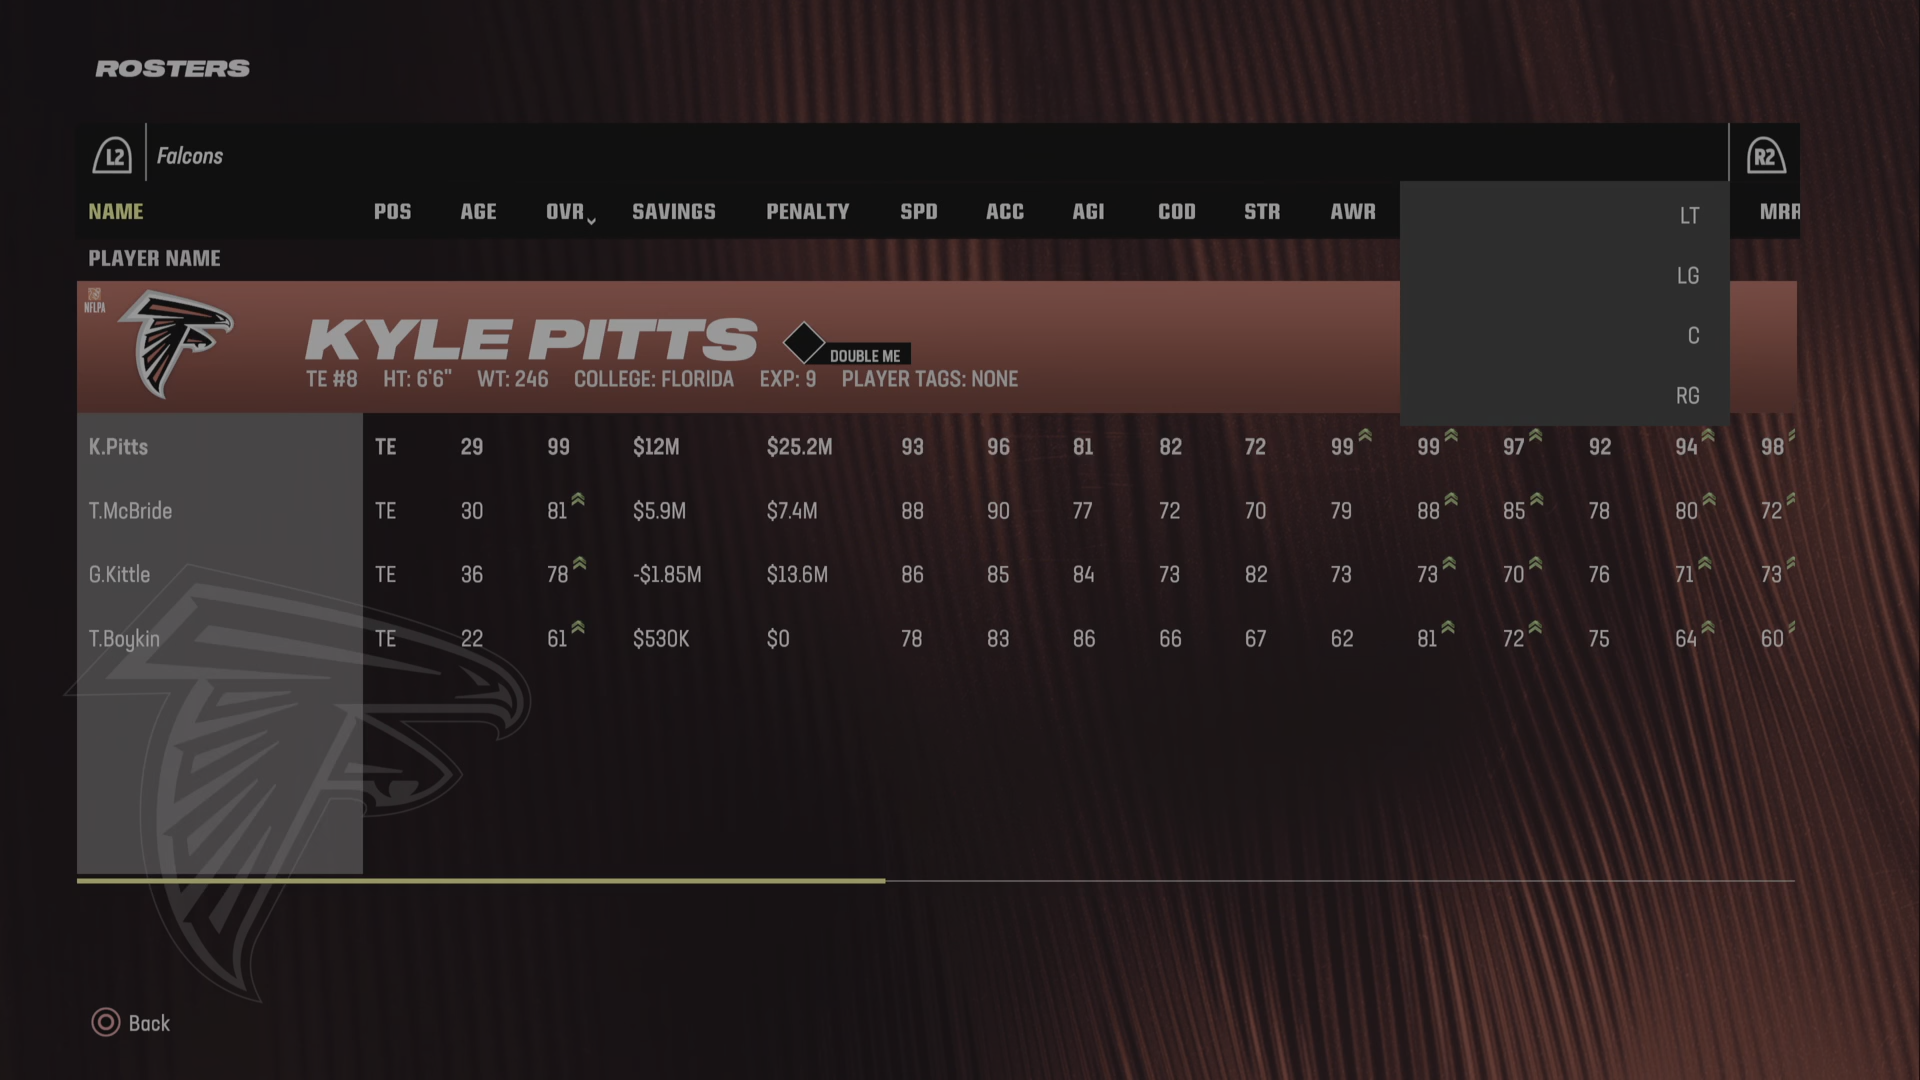 ROSTERS
L2 Falcons R2
NAME POS AGE OVR SAVINGS PENALTY SPD ACC AGI COD STR AWR MRR
LT
LG
C
RG
PLAYER NAME
NFLPA
KYLE PITTS DOUBLE ME
TE #8 HT: 6'6" WT: 246 COLLEGE: FLORIDA EXP: 9 PLAYER TAGS: NONE
K.Pitts TE 29 99 $12M $25.2M 93 96 81 82 72 99 99 97 92 94 98
T.McBride TE 30 81 $5.9M $7.4M 88 90 77 72 70 79 88 85 78 80 72
G.Kittle TE 36 78 -$1.85M $13.6M 86 85 84 73 82 73 73 70 76 71 73
T.Boykin TE 22 61 $530K $0 78 83 86 66 67 62 81 72 75 64 60
Back